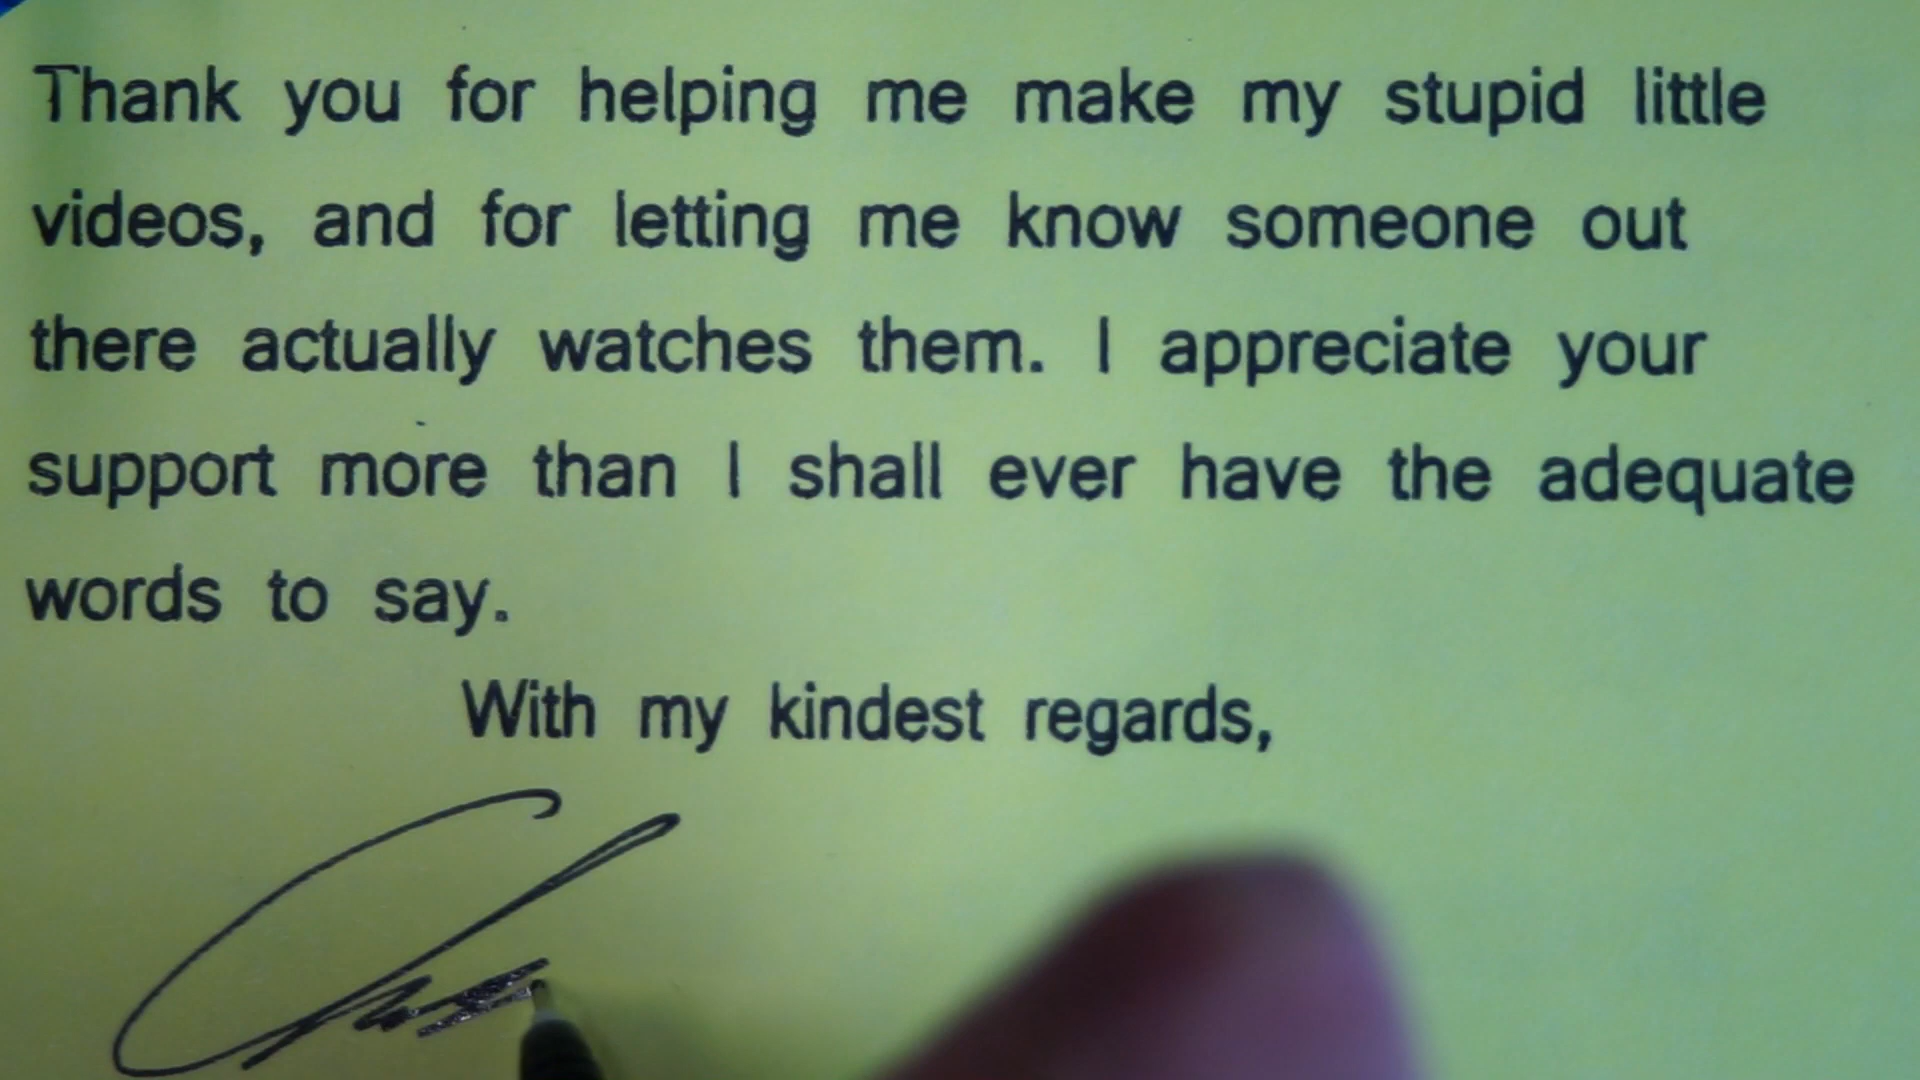 Thank you for helping me make my stupid little
videos, and for letting me know someone out
there actually watches them. I appreciate your
support more than I shall ever have the adequate
words to say.
With my kindest regards,